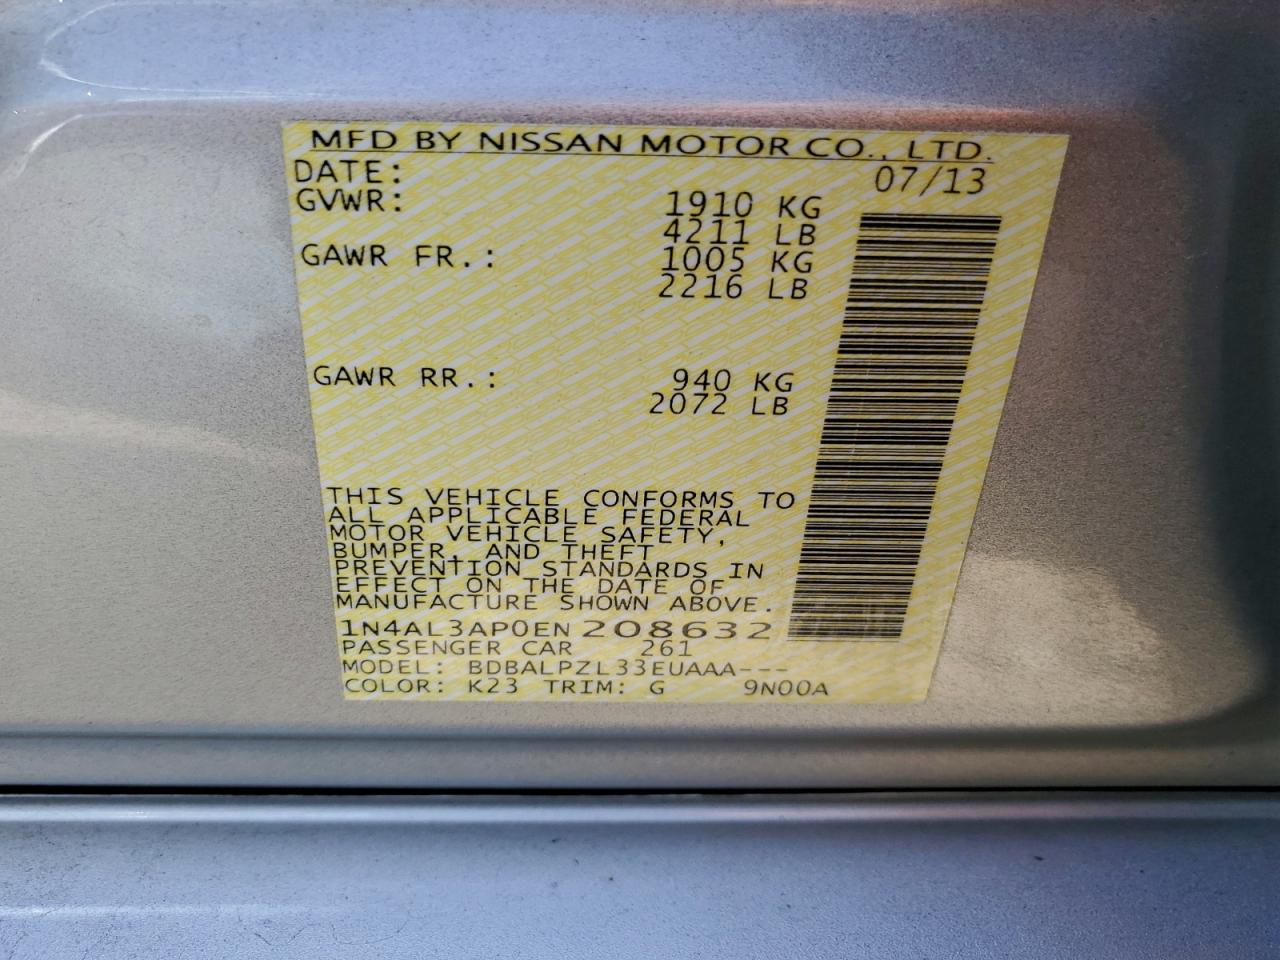 MFD BY NISSAN MOTOR CO., LTD.
DATE: 07/13
GVWR: 1910 KG
4211 LB
GAWR FR.: 1005 KG
2216 LB
GAWR RR.: 940 KG
2072 LB
THIS VEHICLE CONFORMS TO
ALL APPLICABLE FEDERAL
MOTOR VEHICLE SAFETY,
BUMPER, AND THEFT
PREVENTION STANDARDS IN
EFFECT ON THE DATE OF
MANUFACTURE SHOWN ABOVE.
1N4AL3AP0EN208632
PASSENGER CAR 261
MODEL: BDBALPZL33EUAAA---
COLOR: K23 TRIM: G 9N00A